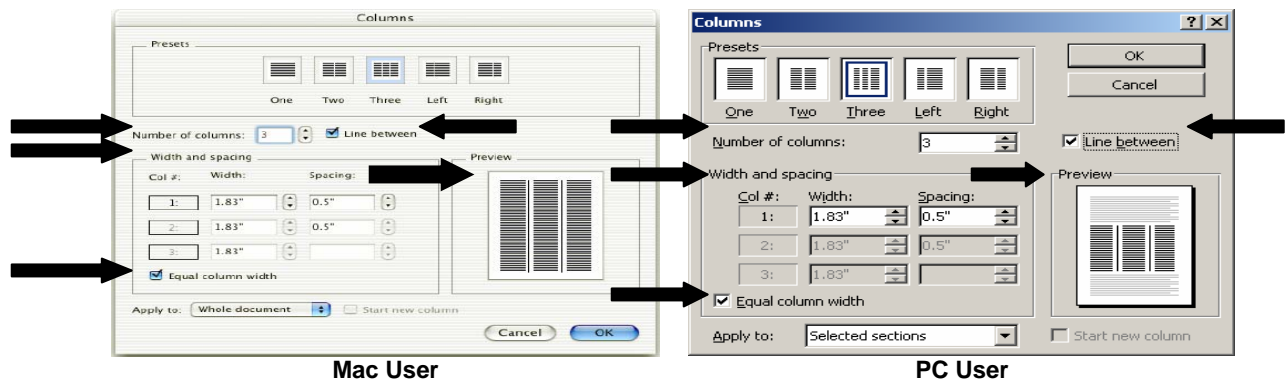 Columns
Presets
One Two Three Left Right
Number of columns: 3 Line between
Width and spacing
Col #: Width: Spacing:
1: 1.83" 0.5"
2: 1.83" 0.5"
3: 1.83"
Equal column width
Preview
Apply to: Whole document Start new column
Cancel OK
Mac User
Columns ? X
Presets
One Two Three Left Right
OK
Cancel
Number of columns: 3
Line between
Width and spacing
Col #: Width: Spacing:
1: 1.83" 0.5"
2: 1.83" 0.5"
3: 1.83"
Equal column width
Preview
Apply to: Selected sections
Start new column
PC User